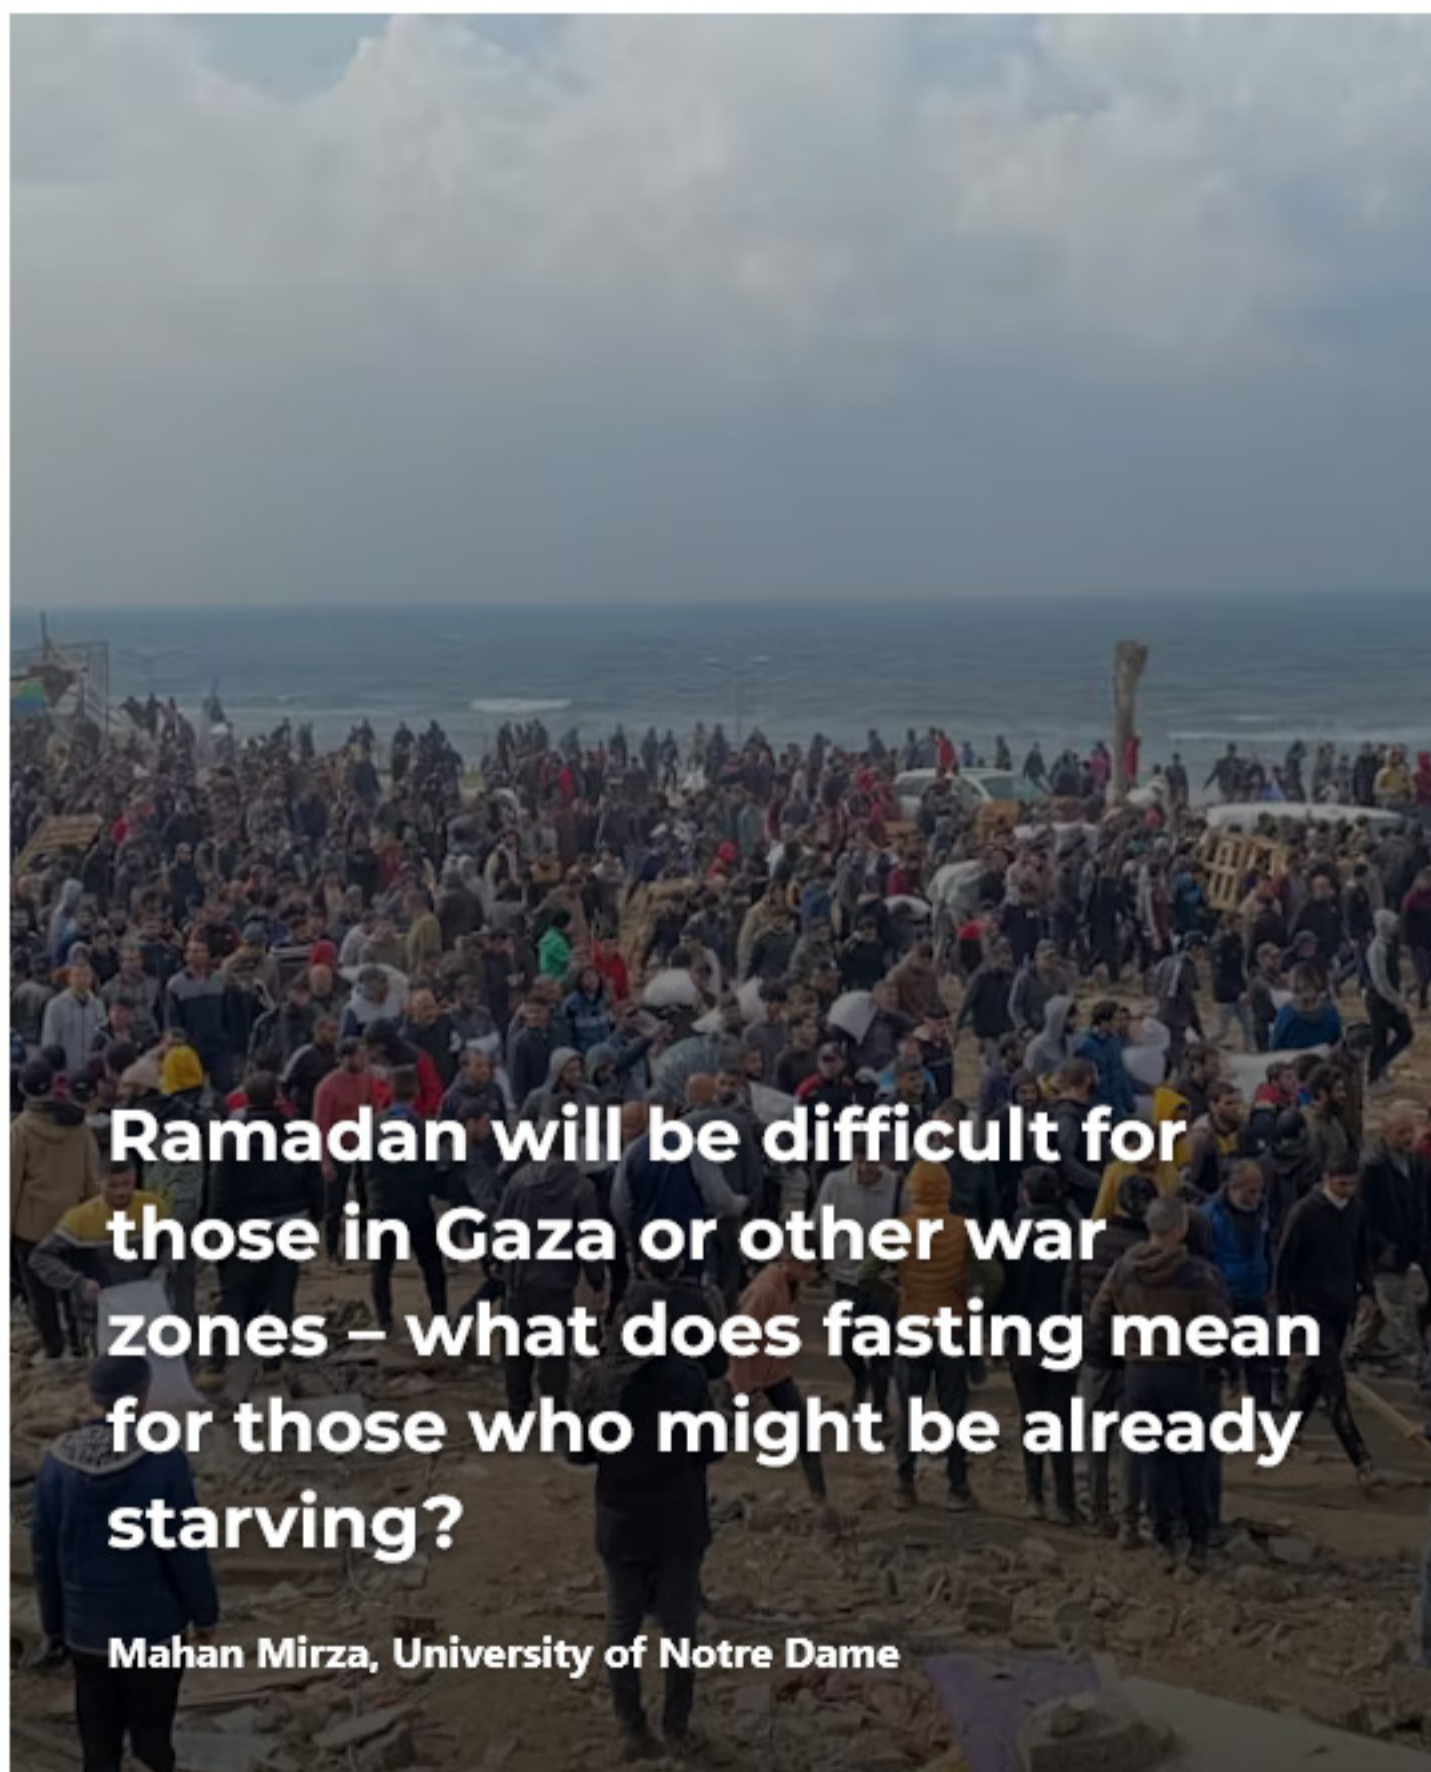 Ramadan will be difficult for
those in Gaza or other war
zones – what does fasting mean
for those who might be already
starving?
Mahan Mirza, University of Notre Dame